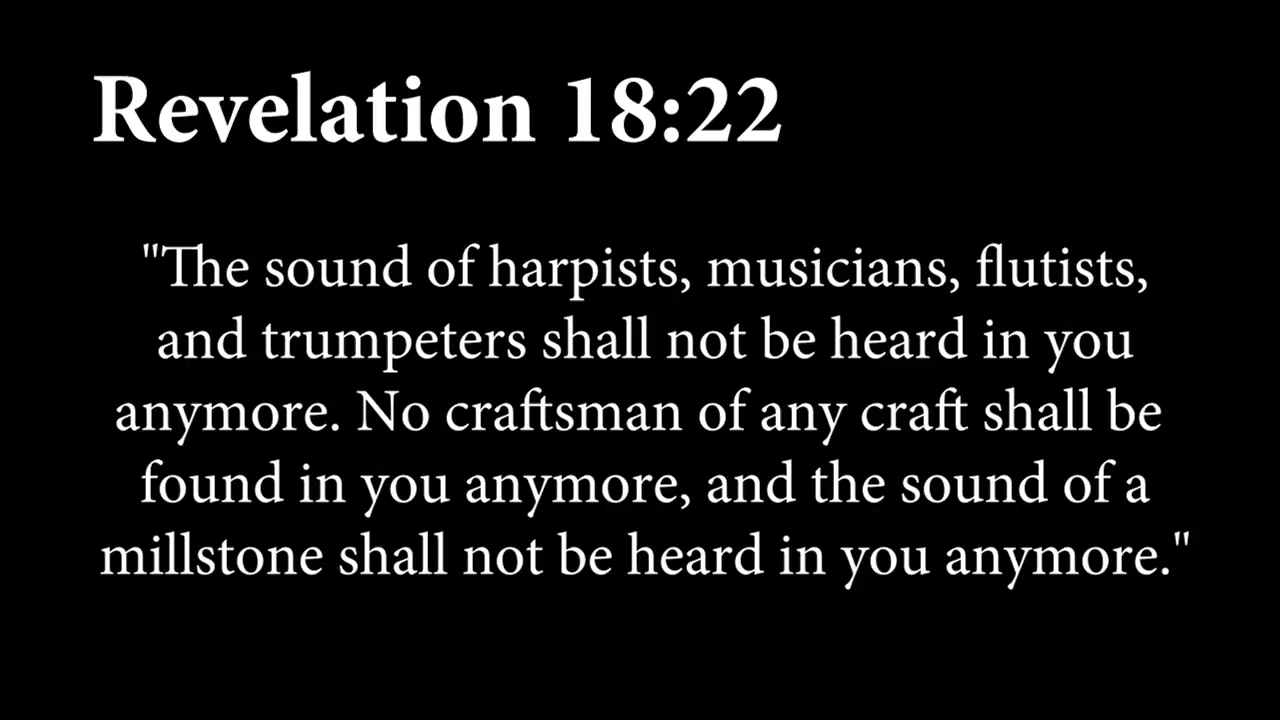 Revelation 18:22
"The sound of harpists, musicians, flutists,
and trumpeters shall not be heard in you
anymore. No craftsman of any craft shall be
found in you anymore, and the sound of a
millstone shall not be heard in you anymore."